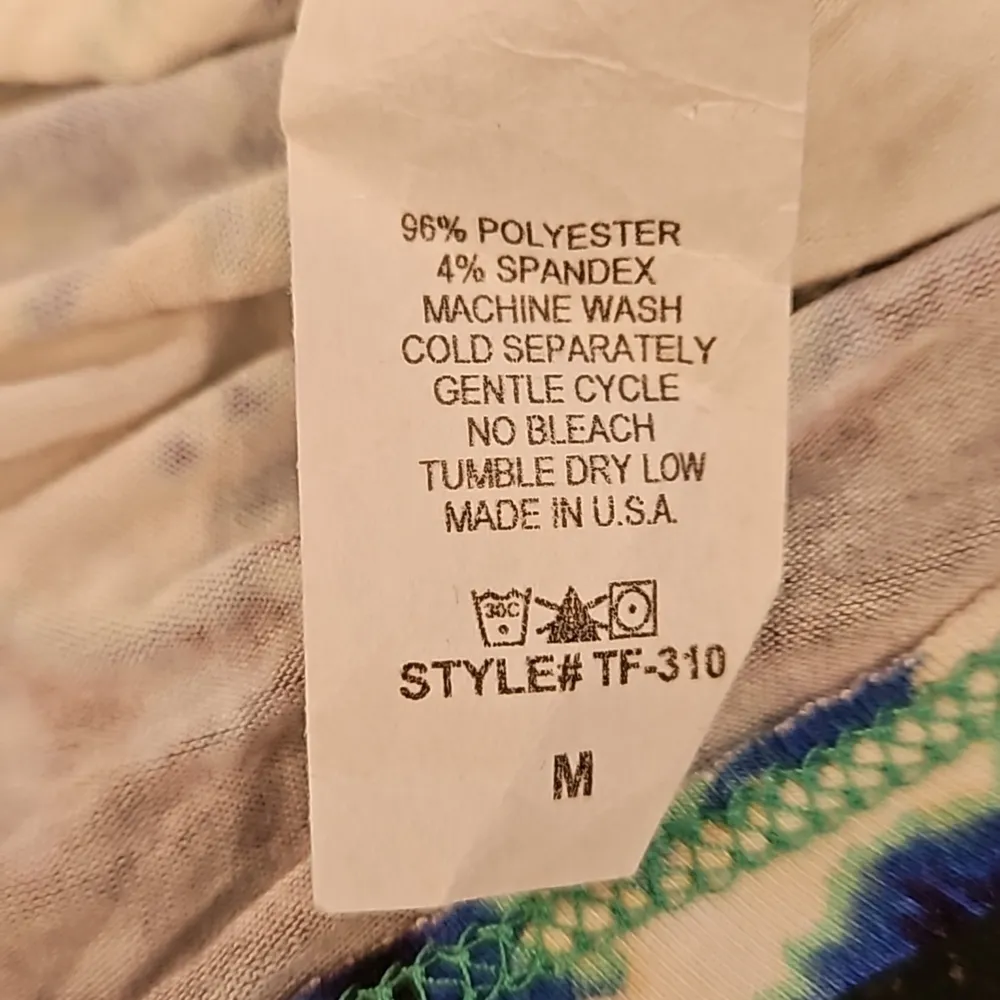 96% POLYESTER
4% SPANDEX
MACHINE WASH
COLD SEPARATELY
GENTLE CYCLE
NO BLEACH
TUMBLE DRY LOW
MADE IN U.S.A.
30C
STYLE# TF-310
M